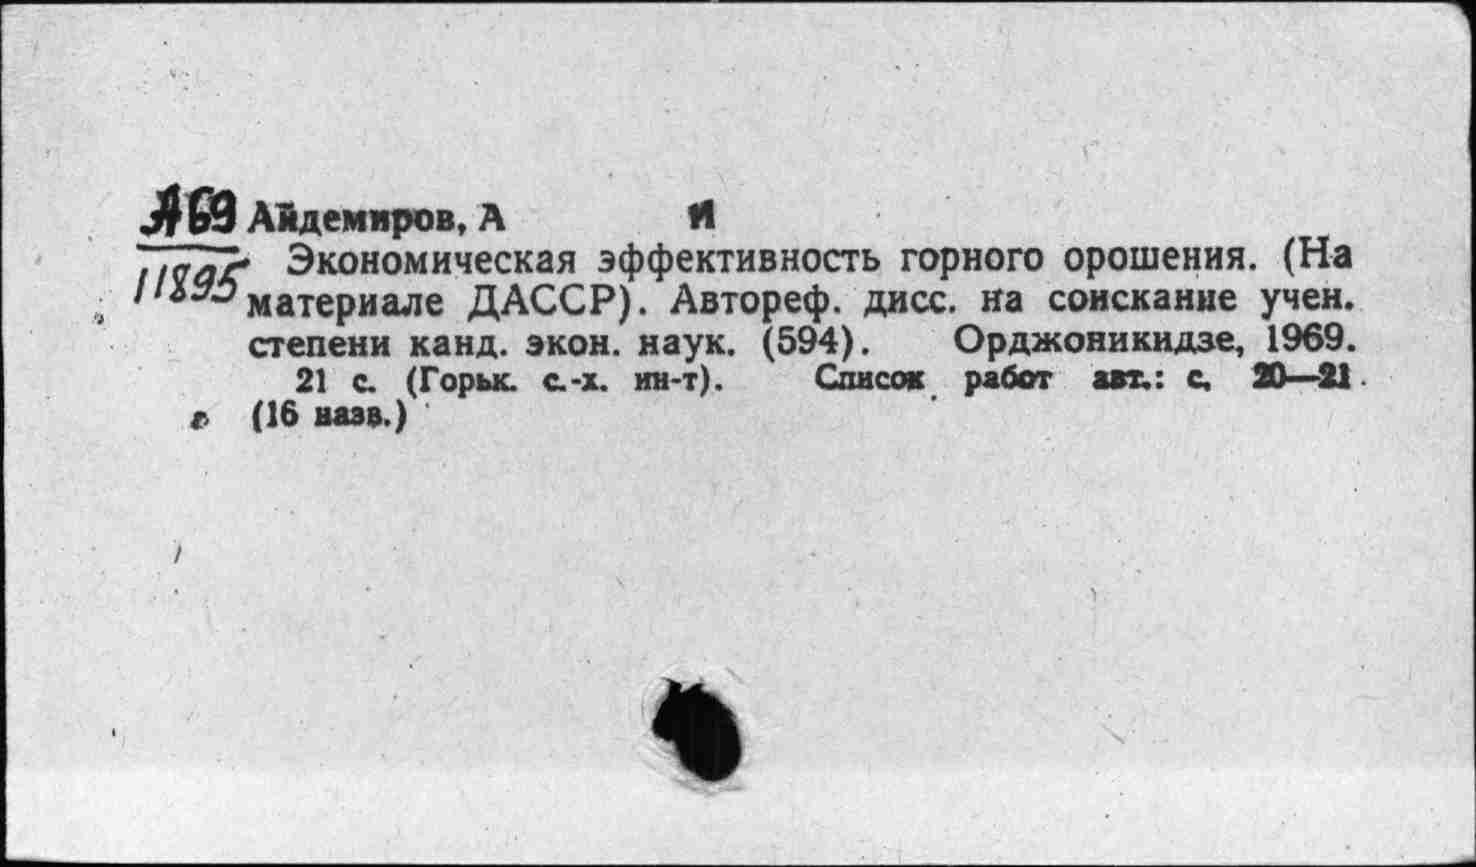 А69 Айдемиров, А И
11895 Экономическая эффективность горного орошения. (На
материале ДАССР). Автореф. дисс. на соискание учен.
степени канд. экон. наук. (594). Орджоникидзе, 1969.
21 с. (Горьк. с.-х. ин-т). Список работ авт.: с. 20—21
(16 назв.)